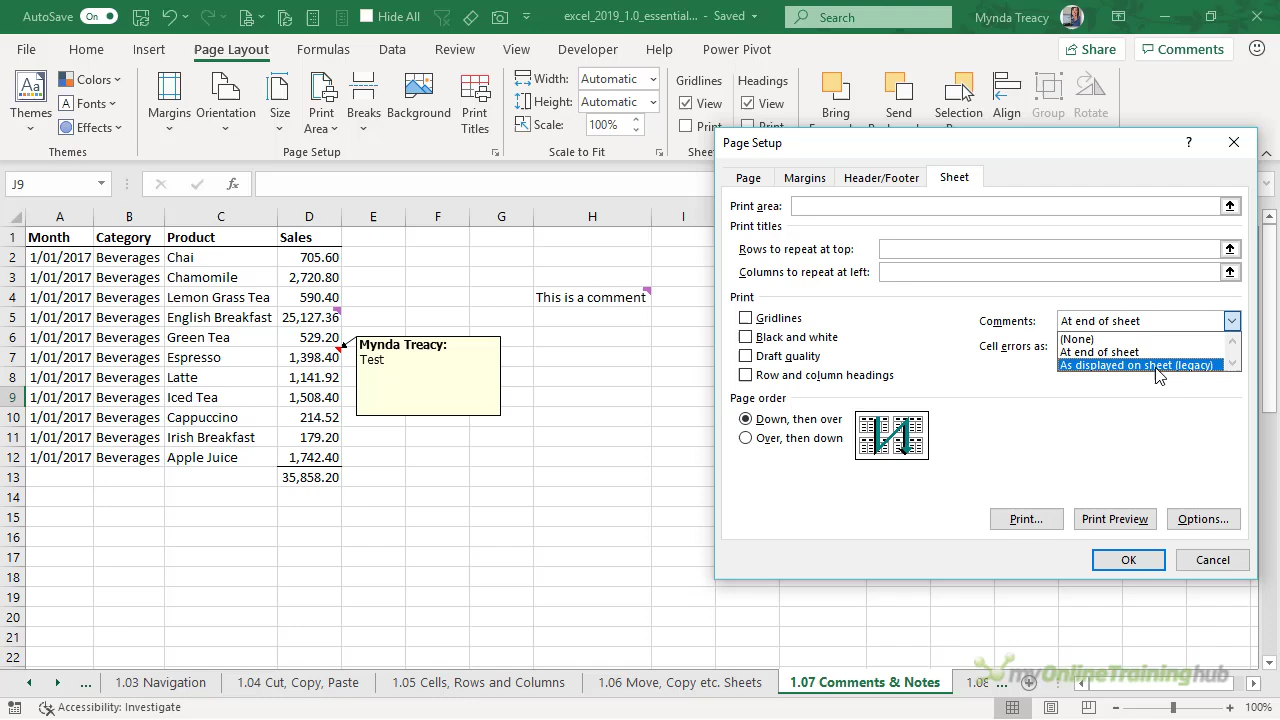 AutoSave On
Hide All
excel_2019_1.0_essential... - Saved
Search
Mynda Treacy
File Home Insert Page Layout Formulas Data Review View Developer Help Power Pivot
Share Comments
Themes
Colors
Fonts
Effects
Themes
Margins Orientation Size Print Area Breaks Background Print Titles
Page Setup
Width: Automatic
Height: Automatic
Scale: 100%
Scale to Fit
Gridlines Headings
View View
Print Print
Bring Send Selection Align Group Rotate
J9 fx
A B C D E F G H I
1 Month Category Product Sales
2 1/01/2017 Beverages Chai 705.60
3 1/01/2017 Beverages Chamomile 2,720.80
4 1/01/2017 Beverages Lemon Grass Tea 590.40 This is a comment
5 1/01/2017 Beverages English Breakfast 25,127.36
6 1/01/2017 Beverages Green Tea 529.20
7 1/01/2017 Beverages Espresso 1,398.40
8 1/01/2017 Beverages Latte 1,141.92
9 1/01/2017 Beverages Iced Tea 1,508.40
10 1/01/2017 Beverages Cappuccino 214.52
11 1/01/2017 Beverages Irish Breakfast 179.20
12 1/01/2017 Beverages Apple Juice 1,742.40
13 35,858.20
14
15
16
17
18
19
20
21
22
Mynda Treacy:
Test
Page Setup ?
Page Margins Header/Footer Sheet
Print area:
Print titles
Rows to repeat at top:
Columns to repeat at left:
Print
Gridlines
Black and white
Draft quality
Row and column headings
Comments: At end of sheet
Cell errors as:
(None)
At end of sheet
As displayed on sheet (legacy)
Page order
Down, then over
Over, then down
Print... Print Preview Options...
OK Cancel
... 1.03 Navigation 1.04 Cut, Copy, Paste 1.05 Cells, Rows and Columns 1.06 Move, Copy etc. Sheets 1.07 Comments & Notes 1.08 ...
myOnlineTraininghub
Accessibility: Investigate
100%